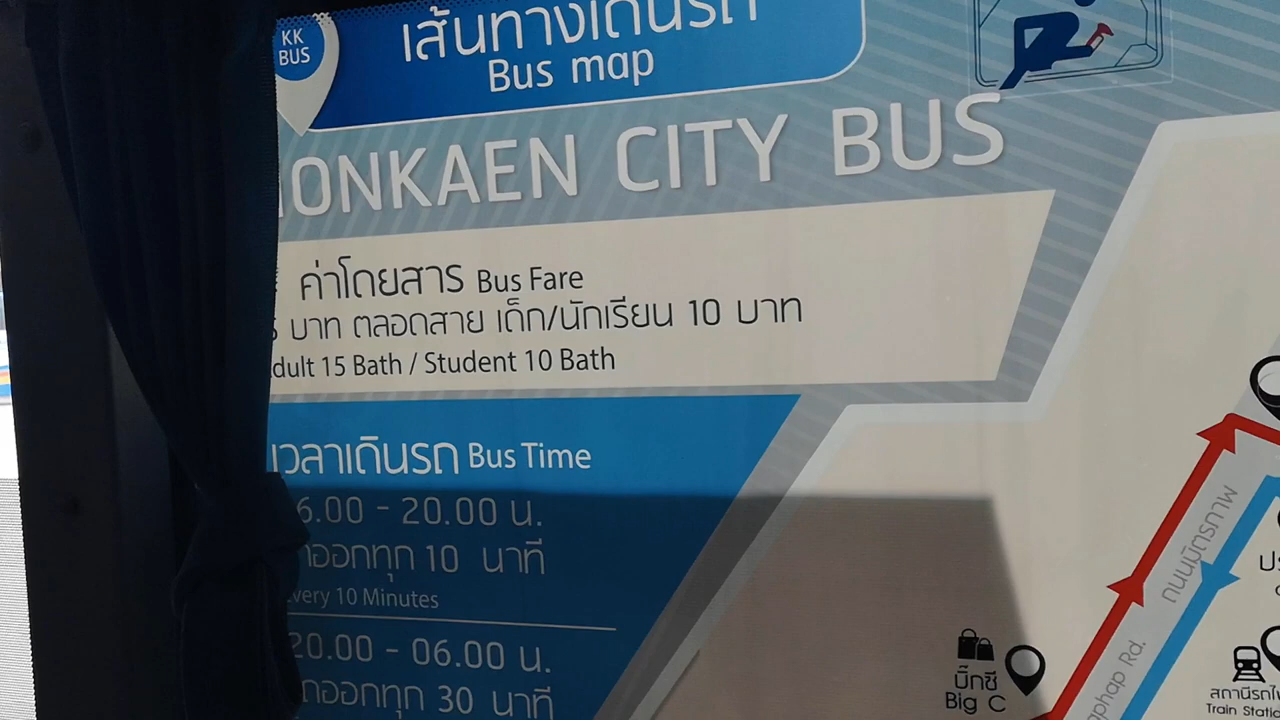 KK
BUS
เส้นทางเดินรถ
Bus map
ONKAEN CITY BUS
ค่าโดยสาร Bus Fare
บาท ตลอดสาย เด็ก/นักเรียน 10 บาท
dult 15 Bath / Student 10 Bath
เวลาเดินรถ Bus Time
6.00 - 20.00 น.
ออกทุก 10 นาที
very 10 Minutes
20.00 - 06.00 น.
ออกทุก 30 นาที
ถนนมิตรภาพ
aphap Rd.
บิ๊กซี
Big C
ปร
สถานีรถไฟ
Train Static